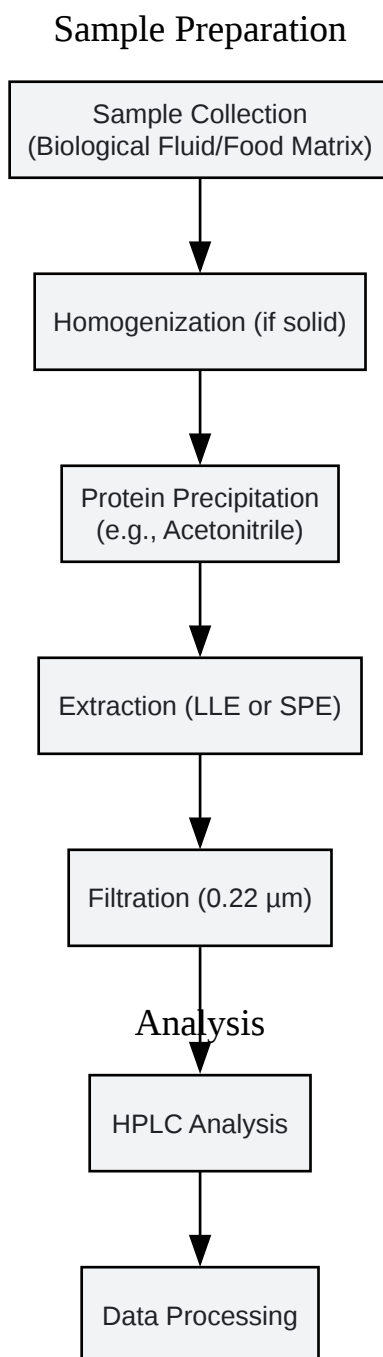 Sample Preparation
Sample Collection
(Biological Fluid/Food Matrix)
Homogenization (if solid)
Protein Precipitation
(e.g., Acetonitrile)
Extraction (LLE or SPE)
Filtration (0.22 µm)
Analysis
HPLC Analysis
Data Processing